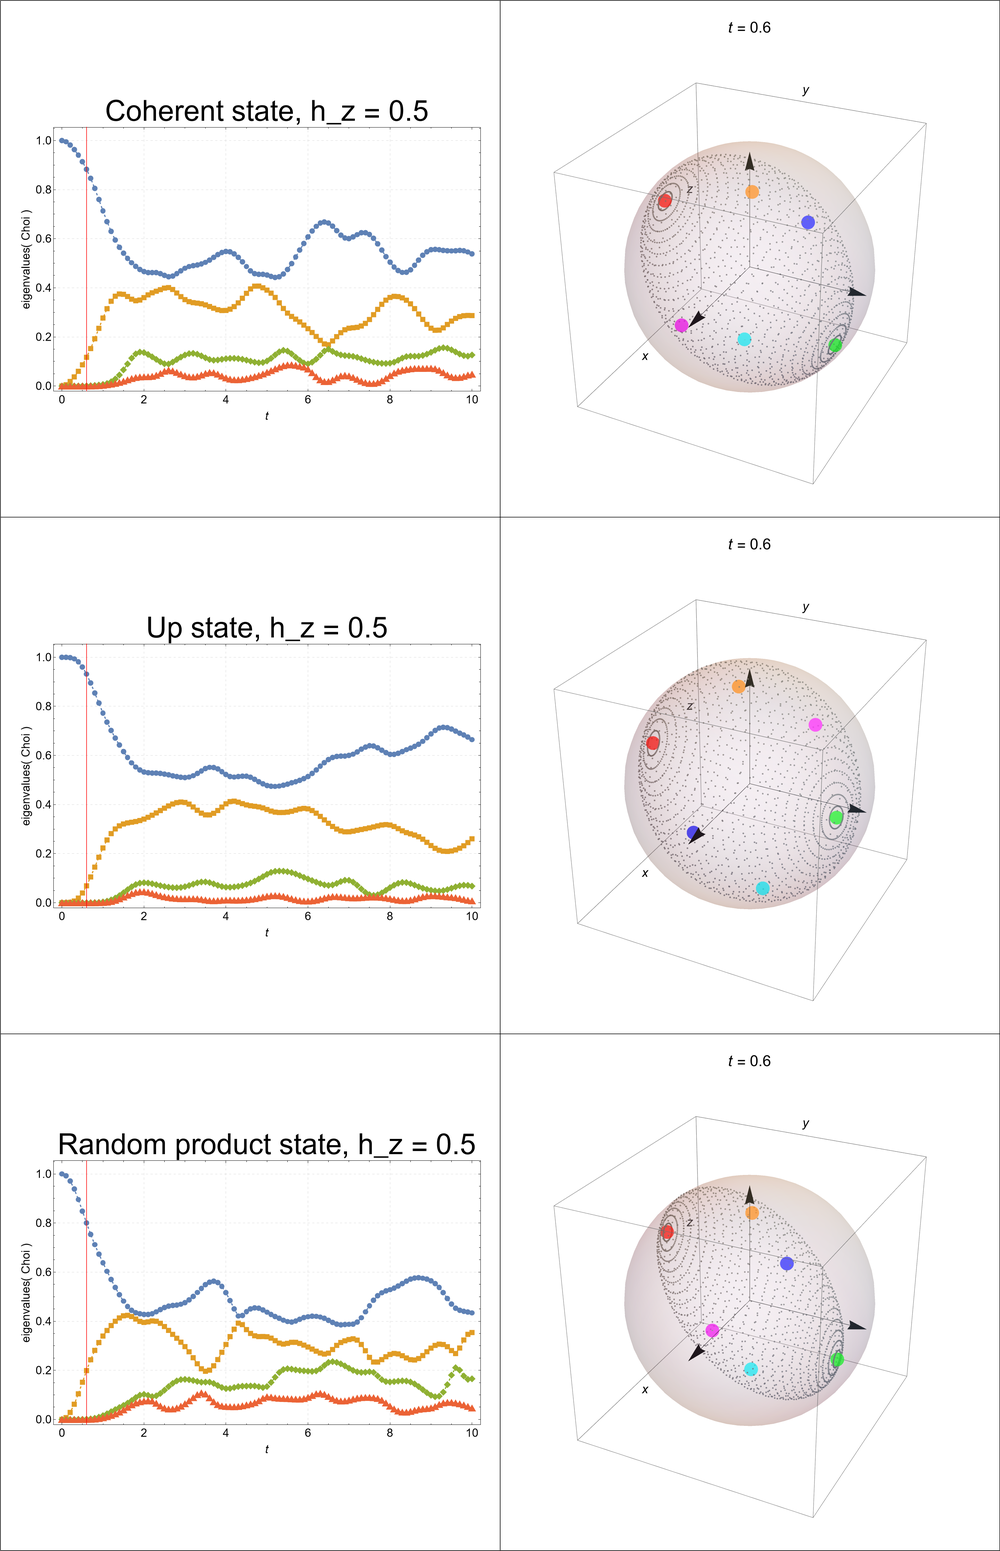 t = 0.6
y
Coherent state, h_z = 0.5
1.0
0.8
0.6
0.4
0.2
0.0
eigenvalues( Choi )
0 2 4 6 8 10
t
z
x
t = 0.6
y
Up state, h_z = 0.5
1.0
0.8
0.6
0.4
0.2
0.0
eigenvalues( Choi )
0 2 4 6 8 10
t
z
x
t = 0.6
y
Random product state, h_z = 0.5
1.0
0.8
0.6
0.4
0.2
0.0
eigenvalues( Choi )
0 2 4 6 8 10
t
z
x